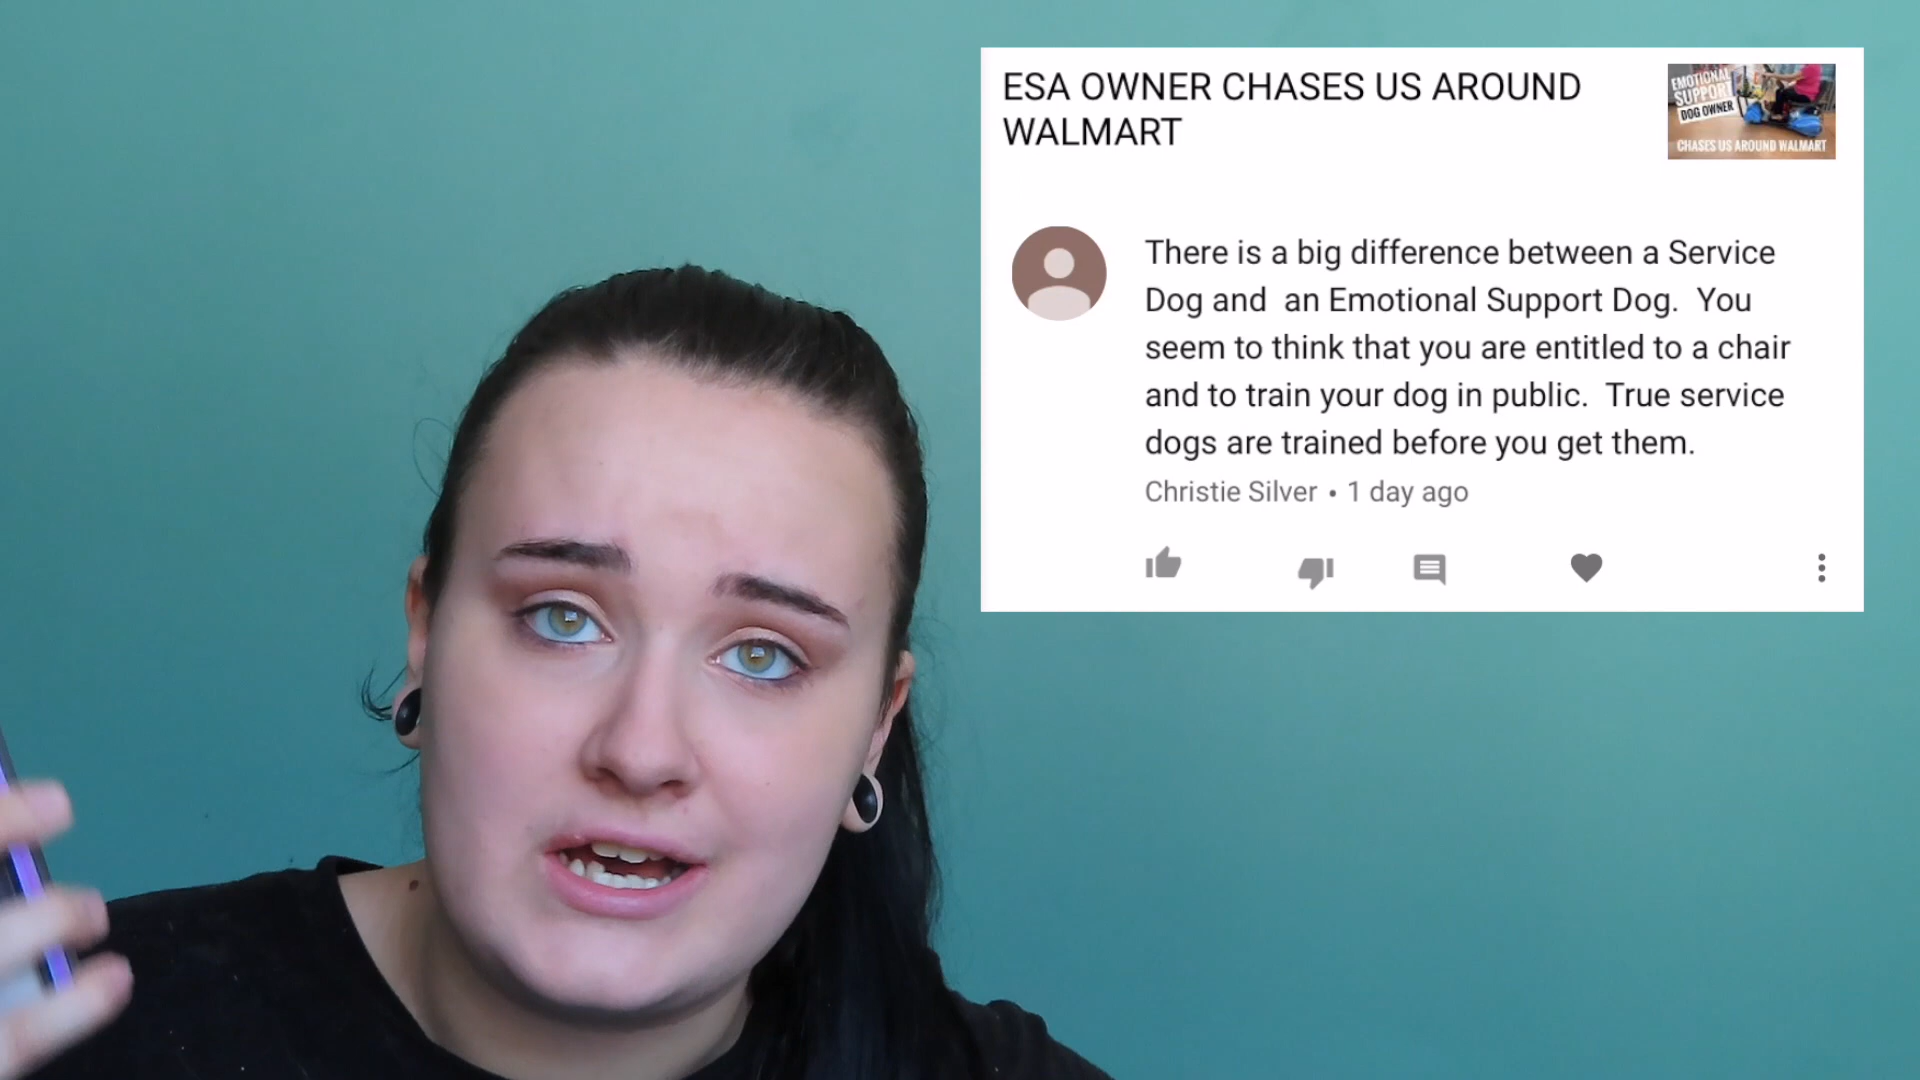 ESA OWNER CHASES US AROUND
WALMART
EMOTIONAL
SUPPORT
DOG OWNER
CHASES US AROUND WALMART
There is a big difference between a Service
Dog and  an Emotional Support Dog.  You
seem to think that you are entitled to a chair
and to train your dog in public.  True service
dogs are trained before you get them.
Christie Silver • 1 day ago